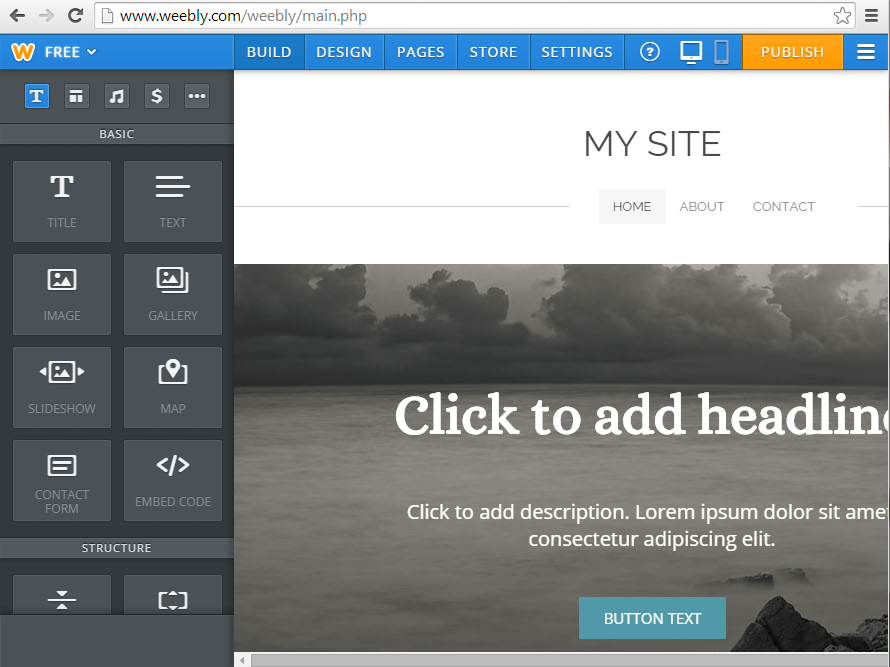 www.weebly.com/weebly/main.php
FREE
BUILD
DESIGN
PAGES
STORE
SETTINGS
?
PUBLISH
T
$
BASIC
T
TITLE
TEXT
IMAGE
GALLERY
SLIDESHOW
MAP
CONTACT
FORM
</>
EMBED CODE
STRUCTURE
MY SITE
HOME
ABOUT
CONTACT
Click to add headline
Click to add description. Lorem ipsum dolor sit ame
consectetur adipiscing elit.
BUTTON TEXT